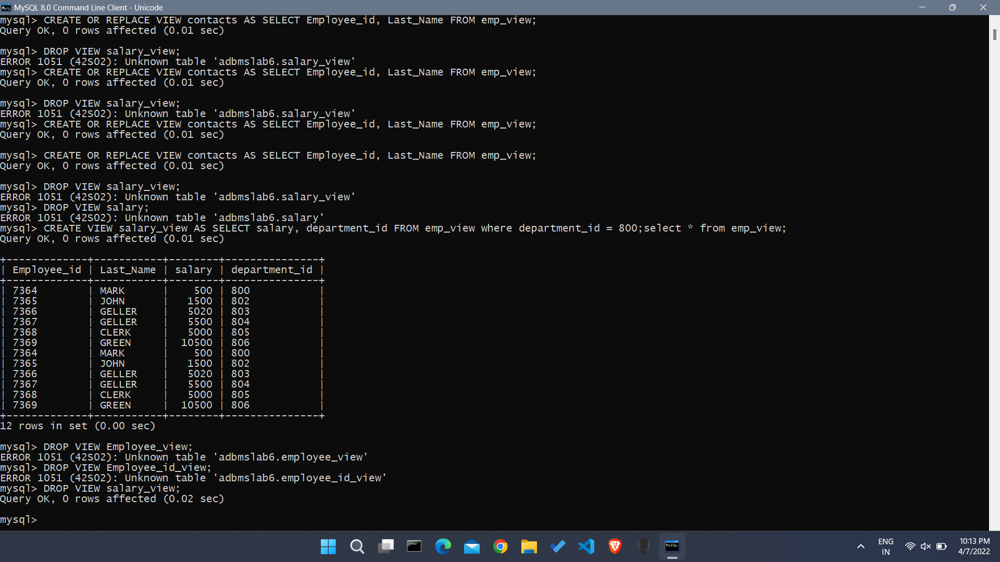 MySQL 8.0 Command Line Client - Unicode
mysql> CREATE OR REPLACE VIEW contacts AS SELECT Employee_id, Last_Name FROM emp_view;
Query OK, 0 rows affected (0.01 sec)
mysql> DROP VIEW salary_view;
ERROR 1051 (42S02): Unknown table 'adbmslab6.salary_view'
mysql> CREATE OR REPLACE VIEW contacts AS SELECT Employee_id, Last_Name FROM emp_view;
Query OK, 0 rows affected (0.01 sec)
mysql> DROP VIEW salary_view;
ERROR 1051 (42S02): Unknown table 'adbmslab6.salary_view'
mysql> CREATE OR REPLACE VIEW contacts AS SELECT Employee_id, Last_Name FROM emp_view;
Query OK, 0 rows affected (0.01 sec)
mysql> CREATE OR REPLACE VIEW contacts AS SELECT Employee_id, Last_Name FROM emp_view;
Query OK, 0 rows affected (0.01 sec)
mysql> DROP VIEW salary_view;
ERROR 1051 (42S02): Unknown table 'adbmslab6.salary_view'
mysql> DROP VIEW salary;
ERROR 1051 (42S02): Unknown table 'adbmslab6.salary'
mysql> CREATE VIEW salary_view AS SELECT salary, department_id FROM emp_view where department_id = 800;select * from emp_view;
Query OK, 0 rows affected (0.01 sec)
+-------------+-----------+--------+---------------+
| Employee_id | Last_Name | salary | department_id |
+-------------+-----------+--------+---------------+
| 7364        | MARK      |    500 | 800           |
| 7365        | JOHN      |   1500 | 802           |
| 7366        | GELLER    |   5020 | 803           |
| 7367        | GELLER    |   5500 | 804           |
| 7368        | CLERK     |   5000 | 805           |
| 7369        | GREEN     |  10500 | 806           |
| 7364        | MARK      |    500 | 800           |
| 7365        | JOHN      |   1500 | 802           |
| 7366        | GELLER    |   5020 | 803           |
| 7367        | GELLER    |   5500 | 804           |
| 7368        | CLERK     |   5000 | 805           |
| 7369        | GREEN     |  10500 | 806           |
+-------------+-----------+--------+---------------+
12 rows in set (0.00 sec)
mysql> DROP VIEW Employee_view;
ERROR 1051 (42S02): Unknown table 'adbmslab6.employee_view'
mysql> DROP VIEW Employee_id_view;
ERROR 1051 (42S02): Unknown table 'adbmslab6.employee_id_view'
mysql> DROP VIEW salary_view;
Query OK, 0 rows affected (0.02 sec)
mysql>
ENG
IN
10:13 PM
4/7/2022